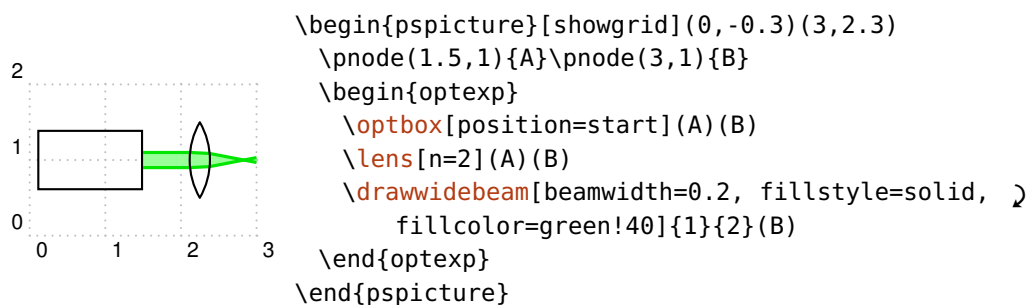 2
1
0
0 1 2 3
\begin{pspicture}[showgrid](0,-0.3)(3,2.3)
  \pnode(1.5,1){A}\pnode(3,1){B}
  \begin{optexp}
    \optbox[position=start](A)(B)
    \lens[n=2](A)(B)
    \drawwidebeam[beamwidth=0.2, fillstyle=solid,
        fillcolor=green!40]{1}{2}(B)
  \end{optexp}
\end{pspicture}